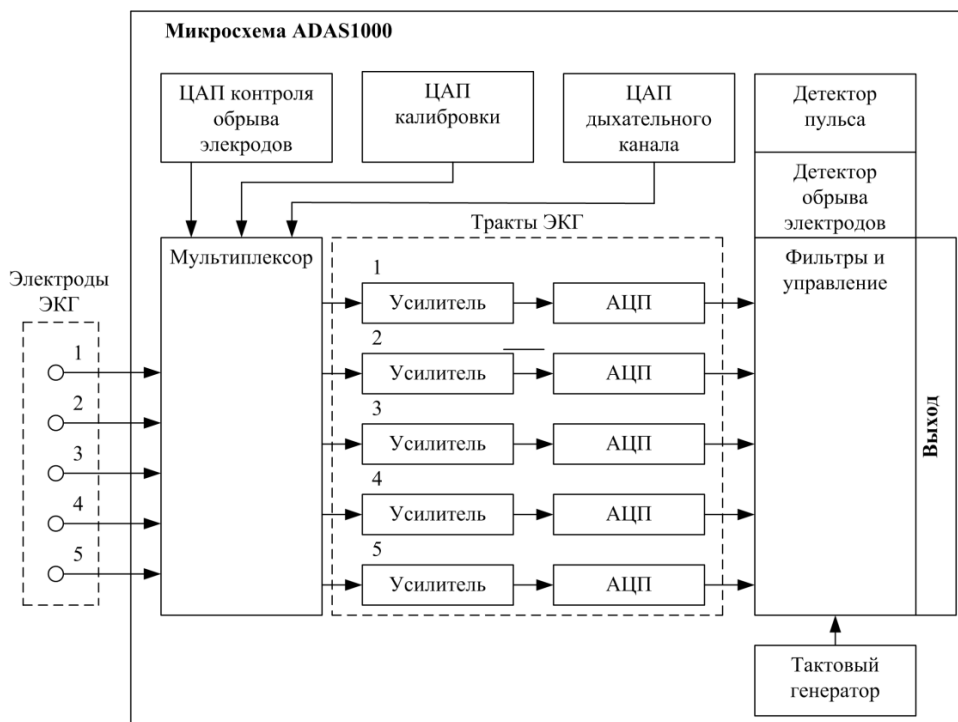 Микросхема ADAS1000
ЦАП контроля
обрыва
элекродов
ЦАП
калибровки
ЦАП
дыхательного
канала
Детектор
пульса
Детектор
обрыва
электродов
Тракты ЭКГ
Электроды
ЭКГ
Мультиплексор
Фильтры и
управление
Выход
1
2
3
4
5
1
Усилитель
АЦП
2
Усилитель
АЦП
3
Усилитель
АЦП
4
Усилитель
АЦП
5
Усилитель
АЦП
Тактовый
генератор